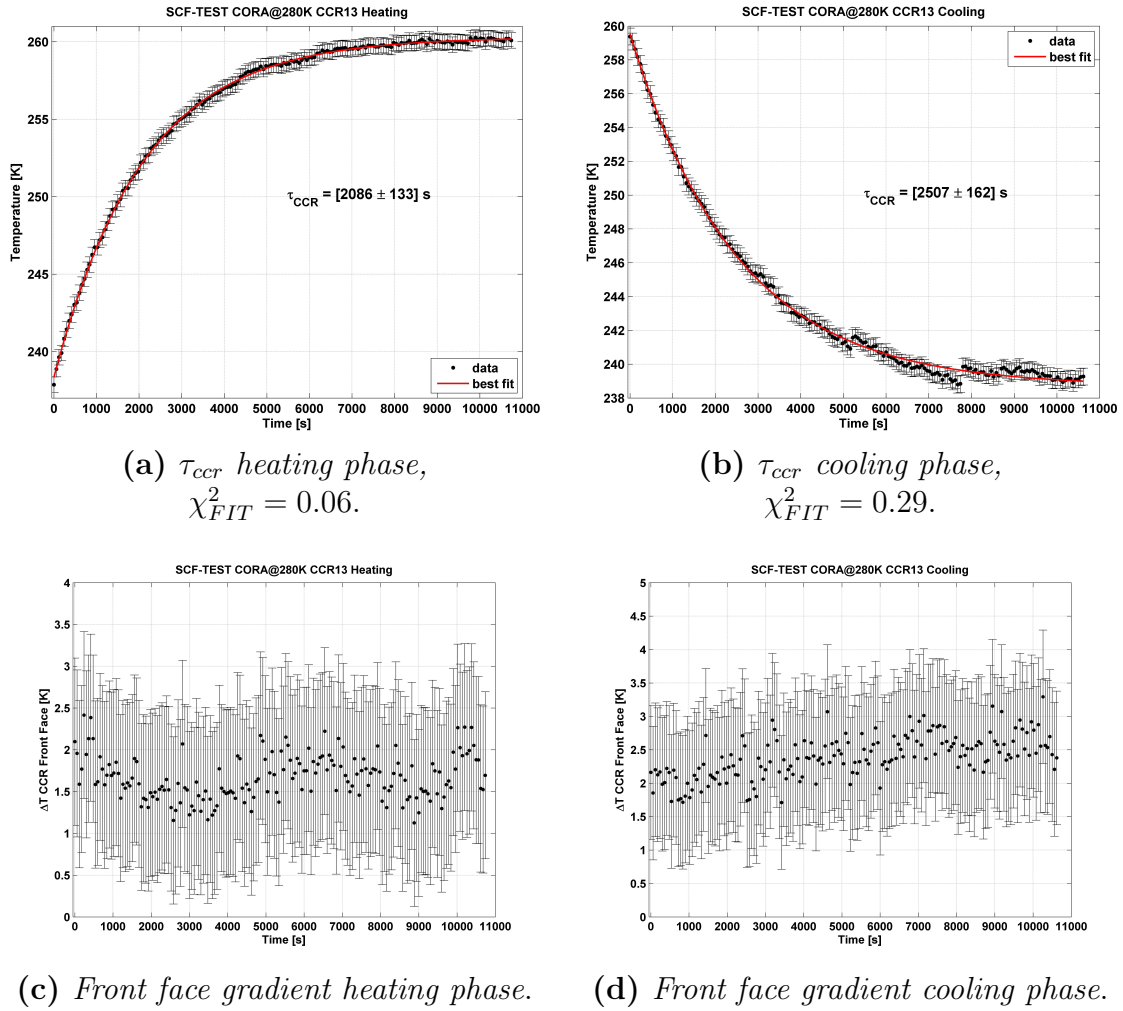 SCF-TEST CORA@280K CCR13 Heating
260
255
250
245
240
Temperature [K]
τCCR = [2086 ± 133] s
data
best fit
0 1000 2000 3000 4000 5000 6000 7000 8000 9000 10000 11000
Time [s]
(a) τccr heating phase,
χ²FIT = 0.06.
SCF-TEST CORA@280K CCR13 Cooling
260
258
256
254
252
250
248
246
244
242
240
238
Temperature [K]
data
best fit
τCCR = [2507 ± 162] s
0 1000 2000 3000 4000 5000 6000 7000 8000 9000 10000 11000
Time [s]
(b) τccr cooling phase,
χ²FIT = 0.29.
SCF-TEST CORA@280K CCR13 Heating
4
3.5
3
2.5
2
1.5
1
0.5
0
ΔT CCR Front Face [K]
0 1000 2000 3000 4000 5000 6000 7000 8000 9000 10000 11000
Time [s]
(c) Front face gradient heating phase.
SCF-TEST CORA@280K CCR13 Cooling
5
4.5
4
3.5
3
2.5
2
1.5
1
0.5
0
ΔT CCR Front Face [K]
0 1000 2000 3000 4000 5000 6000 7000 8000 9000 10000 11000
Time [s]
(d) Front face gradient cooling phase.